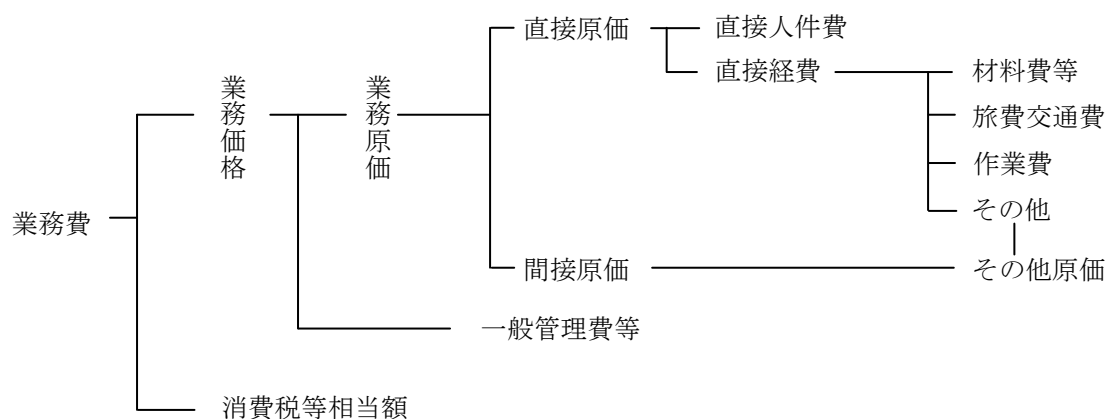 直接原価
直接人件費
直接経費
材料費等
旅費交通費
作業費
その他
業務価格
業務原価
業務費
間接原価
その他原価
一般管理費等
消費税等相当額